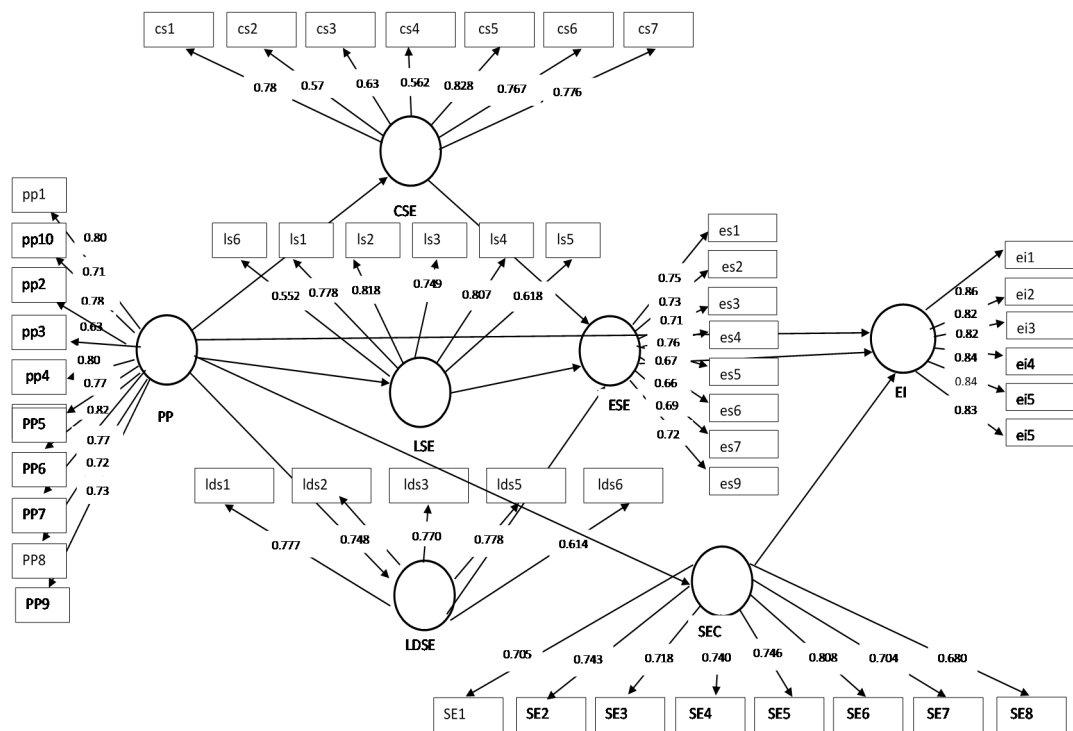 cs1 cs2 cs3 cs4 cs5 cs6 cs7
0.78 0.57 0.63 0.562 0.828 0.767 0.776
CSE
pp1
pp10
pp2
pp3
pp4
PP5
PP6
PP7
PP8
PP9
0.80
0.71
0.78
0.63
0.80
0.77
0.82
0.77
0.72
0.73
PP
ls6 ls1 ls2 ls3 ls4 ls5
0.552 0.778 0.818 0.749 0.807 0.618
LSE
lds1 lds2 lds3 lds5 lds6
0.777 0.748 0.770 0.778 0.614
LDSE
ESE
0.75
0.73
0.71
0.76
0.67
0.66
0.69
0.72
es1
es2
es3
es4
es5
es6
es7
es9
EI
0.86
0.82
0.82
0.84
0.84
0.83
ei1
ei2
ei3
ei4
ei5
ei5
SEC
0.705 0.743 0.718 0.740 0.746 0.808 0.704 0.680
SE1 SE2 SE3 SE4 SE5 SE6 SE7 SE8